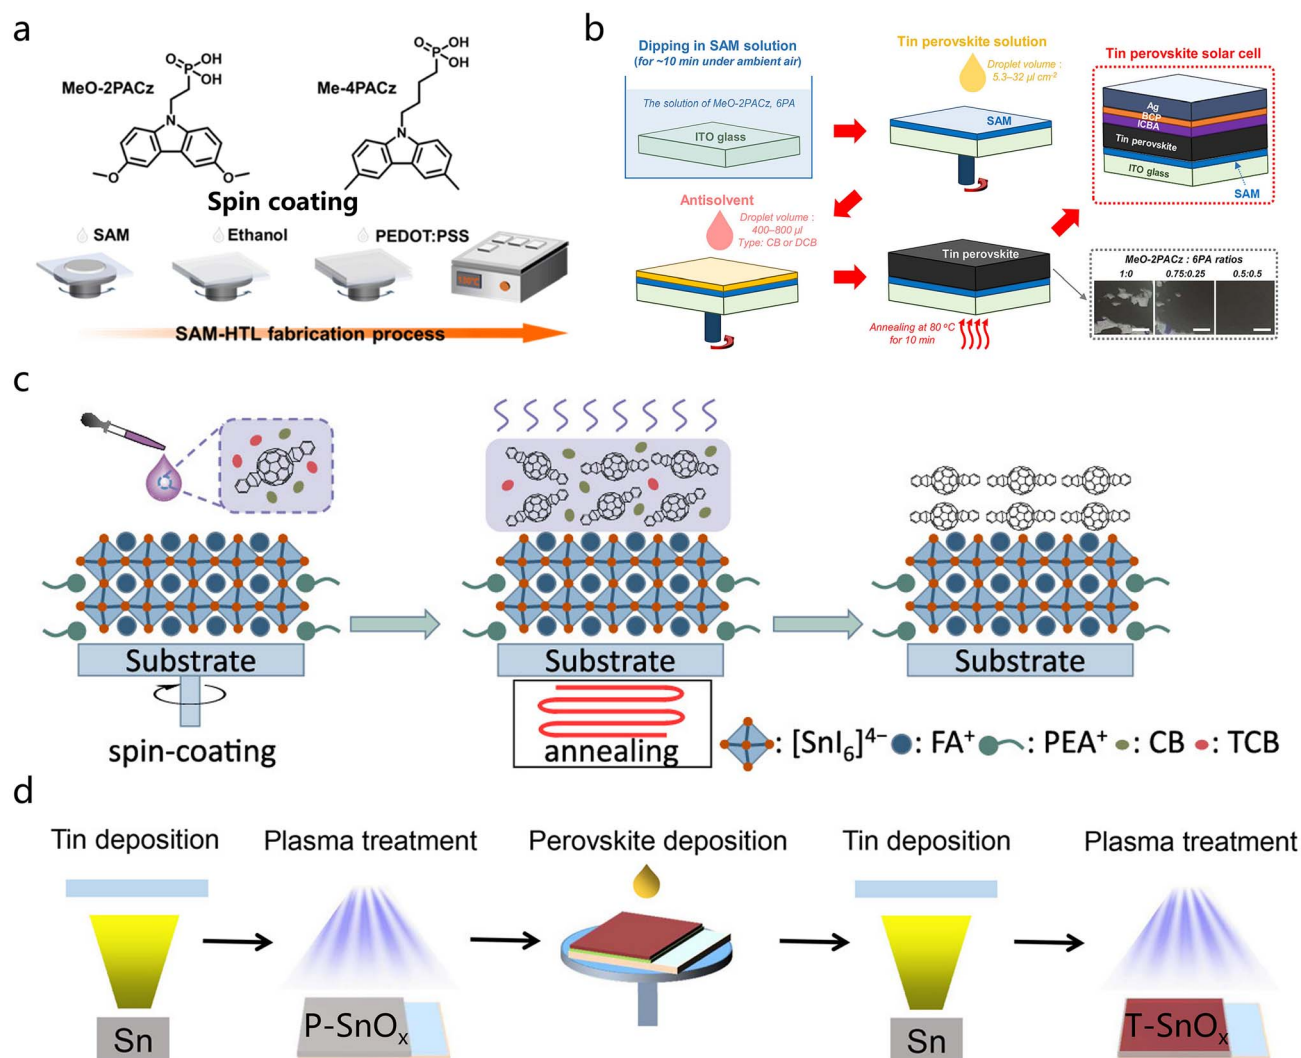 a
MeO-2PACz
O
P
OH
OH
N
O
O
Me-4PACz
O
P
OH
OH
N
Spin coating
SAM
Ethanol
PEDOT:PSS
SAM-HTL fabrication process
b
Dipping in SAM solution
(for ~10 min under ambient air)
The solution of MeO-2PACz, 6PA
ITO glass
Tin perovskite solution
Droplet volume :
5.3–32 µl cm⁻²
SAM
Tin perovskite solar cell
Ag
BCP
ICBA
Tin perovskite
ITO glass
SAM
Antisolvent
Droplet volume :
400–800 µl
Type: CB or DCB
Tin perovskite
Annealing at 80 ºC
for 10 min
MeO-2PACz : 6PA ratios
1:0 0.75:0.25 0.5:0.5
c
Substrate
spin-coating
Substrate
annealing
Substrate
: [SnI₆]⁴⁻ : FA⁺ : PEA⁺ : CB : TCB
d
Tin deposition
Plasma treatment
Perovskite deposition
Tin deposition
Plasma treatment
Sn
P-SnOₓ
Sn
T-SnOₓ